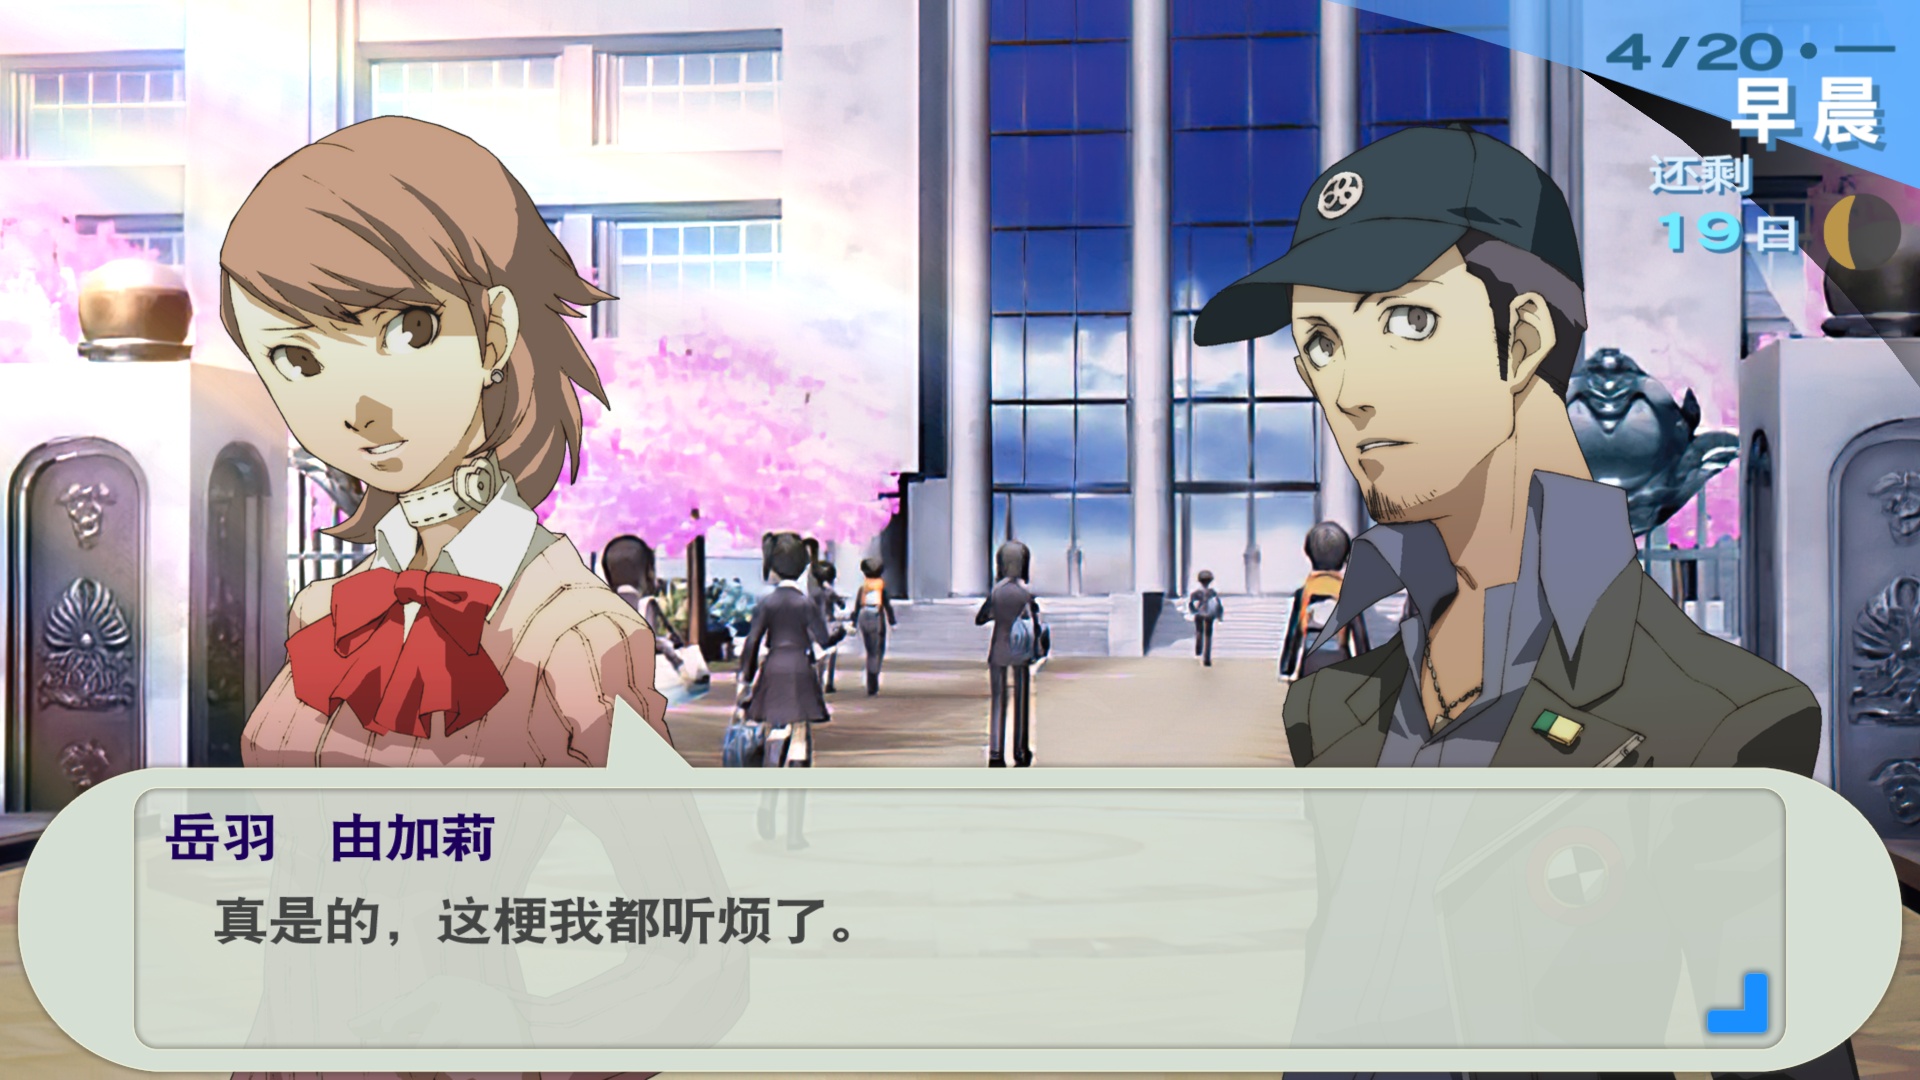 4/20・一
早晨
还剩
19日
岳羽　由加莉
真是的，这梗我都听烦了。